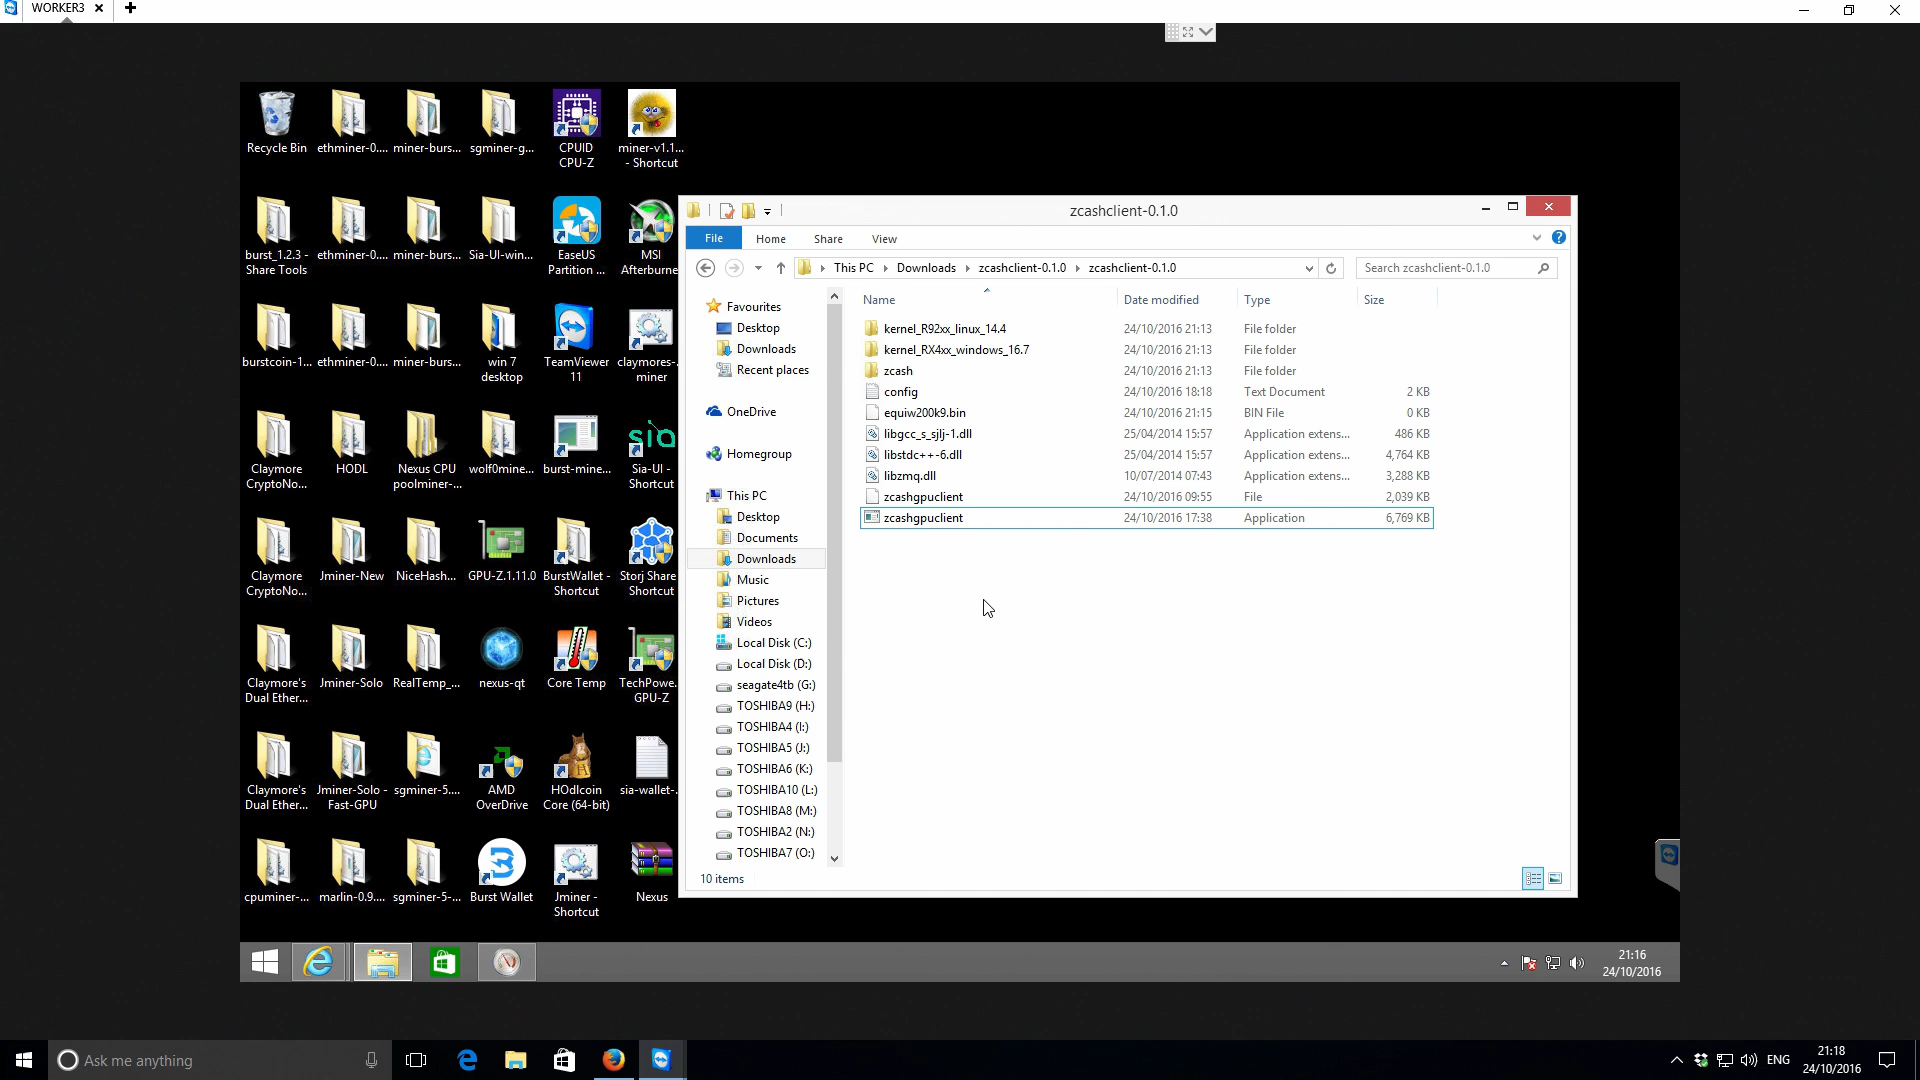 WORKER3
Recycle Bin
ethminer-0....
miner-burs...
sgminer-g...
CPUID
CPU-Z
miner-v1.1...
- Shortcut
burst_1.2.3 -
Share Tools
ethminer-0....
miner-burs...
Sia-UI-win...
EaseUS
Partition ...
MSI
Afterburne
burstcoin-1...
ethminer-0....
miner-burs...
win 7
desktop
TeamViewer
11
claymores-.
miner
Claymore
CryptoNo...
HODL
Nexus CPU
poolminer-...
wolf0mine...
burst-mine...
Sia-UI -
Shortcut
Claymore
CryptoNo...
Jminer-New
NiceHash...
GPU-Z.1.11.0
BurstWallet -
Shortcut
Storj Share
Shortcut
Claymore's
Dual Ether...
Jminer-Solo
RealTemp_...
nexus-qt
Core Temp
TechPowe.
GPU-Z
Claymore's
Dual Ether...
Jminer-Solo -
Fast-GPU
sgminer-5....
AMD
OverDrive
HOdlcoin
Core (64-bit)
sia-wallet-.
cpuminer-...
marlin-0.9....
sgminer-5-...
Burst Wallet
Jminer -
Shortcut
Nexus
zcashclient-0.1.0
File
Home
Share
View
This PC
Downloads
zcashclient-0.1.0
zcashclient-0.1.0
Search zcashclient-0.1.0
Favourites
Desktop
Downloads
Recent places
OneDrive
Homegroup
This PC
Desktop
Documents
Downloads
Music
Pictures
Videos
Local Disk (C:)
Local Disk (D:)
seagate4tb (G:)
TOSHIBA9 (H:)
TOSHIBA4 (I:)
TOSHIBA5 (J:)
TOSHIBA6 (K:)
TOSHIBA10 (L:)
TOSHIBA8 (M:)
TOSHIBA2 (N:)
TOSHIBA7 (O:)
Name Date modified Type Size
kernel_R92xx_linux_14.4 24/10/2016 21:13 File folder
kernel_RX4xx_windows_16.7 24/10/2016 21:13 File folder
zcash 24/10/2016 21:13 File folder
config 24/10/2016 18:18 Text Document 2 KB
equiw200k9.bin 24/10/2016 21:15 BIN File 0 KB
libgcc_s_sjlj-1.dll 25/04/2014 15:57 Application extens... 486 KB
libstdc++-6.dll 25/04/2014 15:57 Application extens... 4,764 KB
libzmq.dll 10/07/2014 07:43 Application extens... 3,288 KB
zcashgpuclient 24/10/2016 09:55 File 2,039 KB
zcashgpuclient 24/10/2016 17:38 Application 6,769 KB
10 items
21:16
24/10/2016
Ask me anything
ENG
21:18
24/10/2016